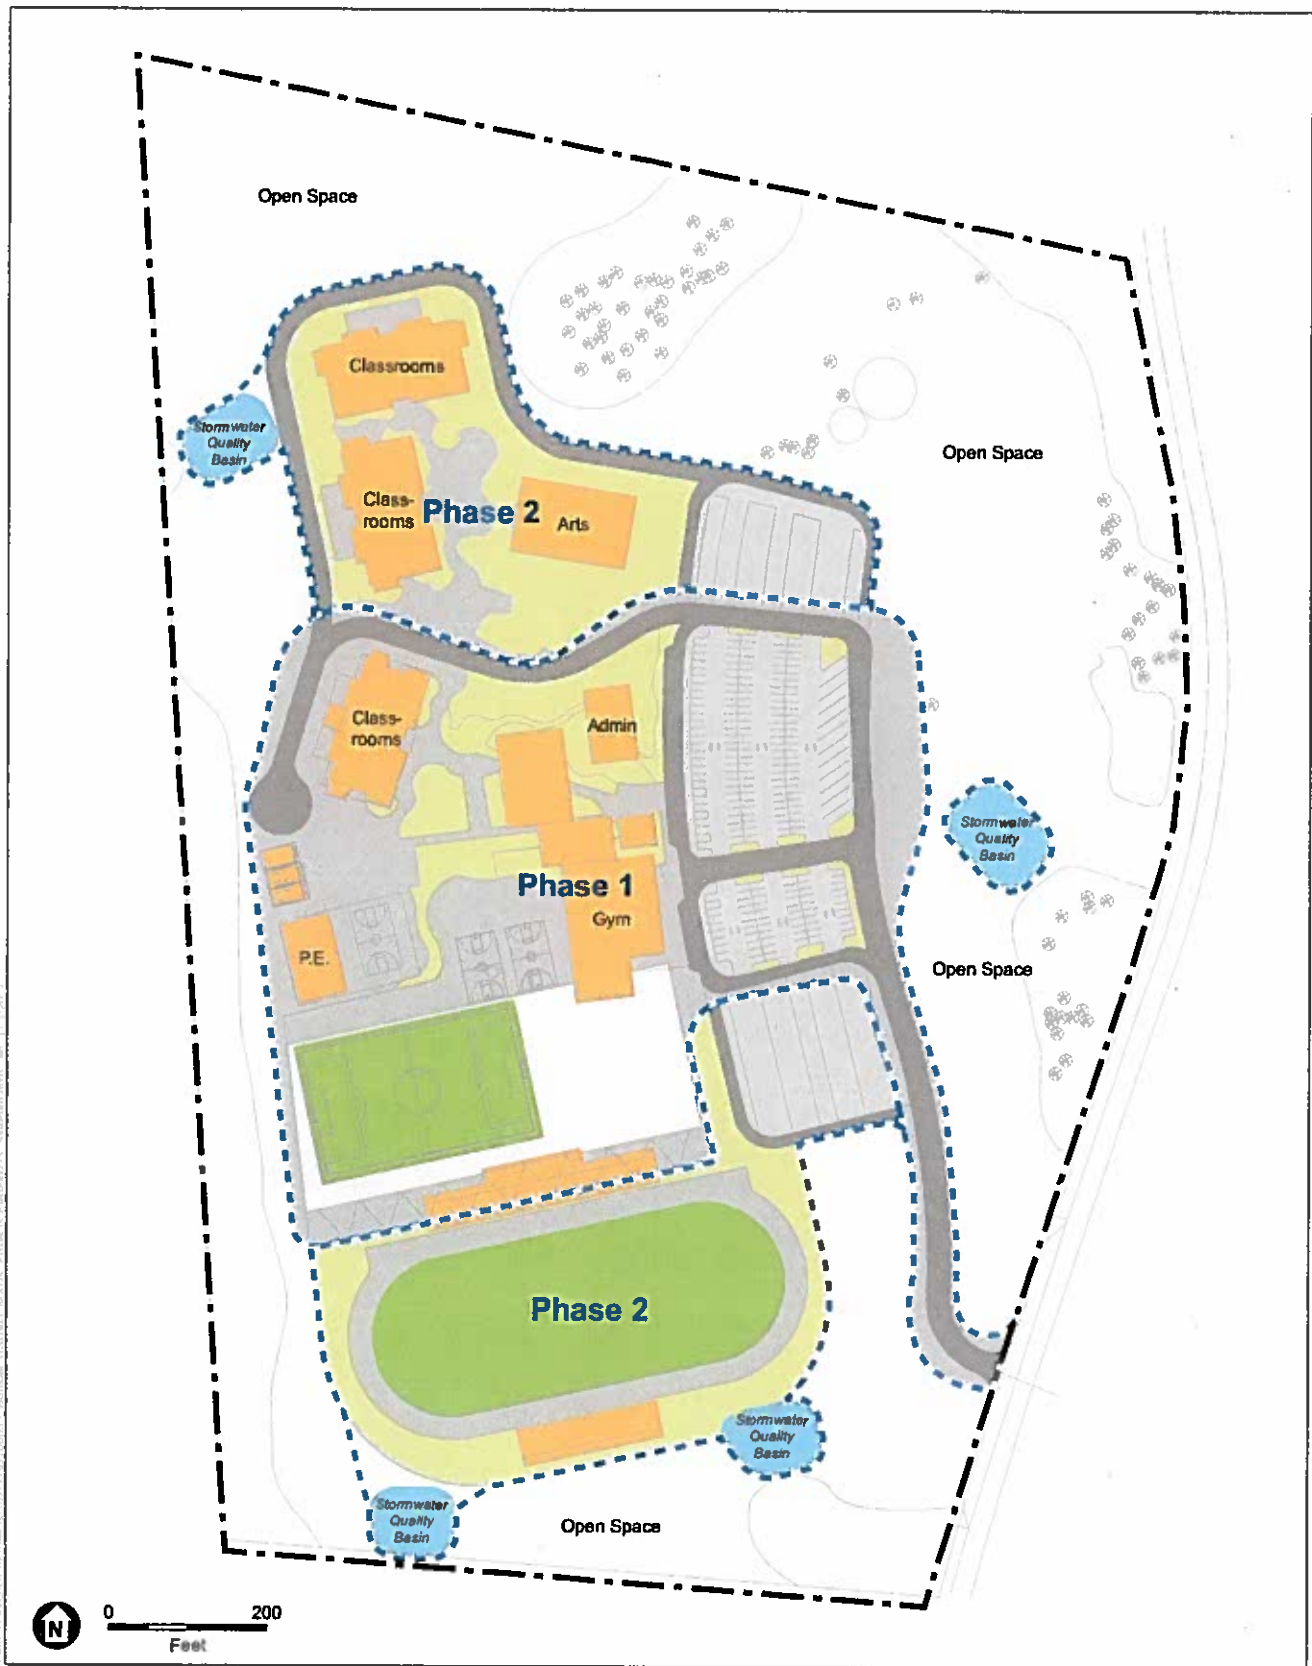 Open Space
Classrooms
Stormwater
Quality
Basin
Class-
rooms
Phase 2
Arts
Open Space
Class-
rooms
Admin
Stormwater
Quality
Basin
Phase 1
Gym
P.E.
Open Space
Phase 2
Stormwater
Quality
Basin
Stormwater
Quality
Basin
Open Space
N
0
200
Feet